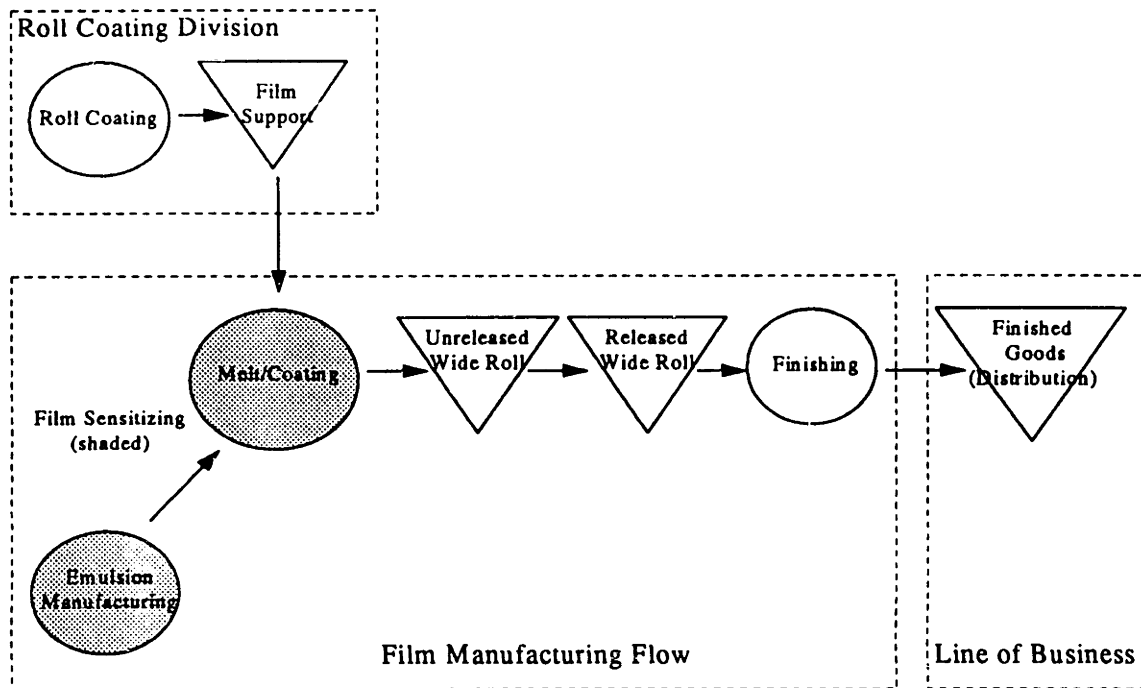 Roll Coating Division
Roll Coating
Film
Support
Melt/Coating
Unreleased
Wide Roll
Released
Wide Roll
Finishing
Finished
Goods
(Distribution)
Film Sensitizing
(shaded)
Emulsion
Manufacturing
Film Manufacturing Flow
Line of Business